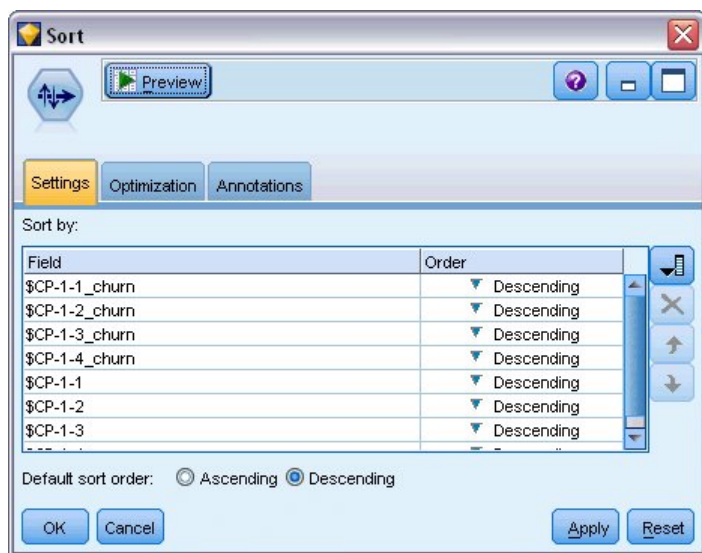 Sort
Preview
Settings Optimization Annotations
Sort by:
Field Order
$CP-1-1_churn Descending
$CP-1-2_churn Descending
$CP-1-3_churn Descending
$CP-1-4_churn Descending
$CP-1-1 Descending
$CP-1-2 Descending
$CP-1-3 Descending
Default sort order: Ascending Descending
OK Cancel Apply Reset